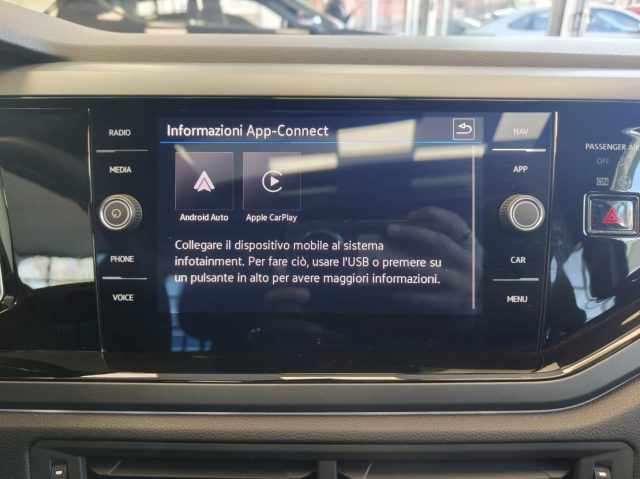 RADIO
MEDIA
PHONE
VOICE
Informazioni App-Connect
Android Auto
Apple CarPlay
Collegare il dispositivo mobile al sistema
infotainment. Per fare ciò, usare l'USB o premere su
un pulsante in alto per avere maggiori informazioni.
NAV
APP
CAR
MENU
PASSENGER
OFF
ON